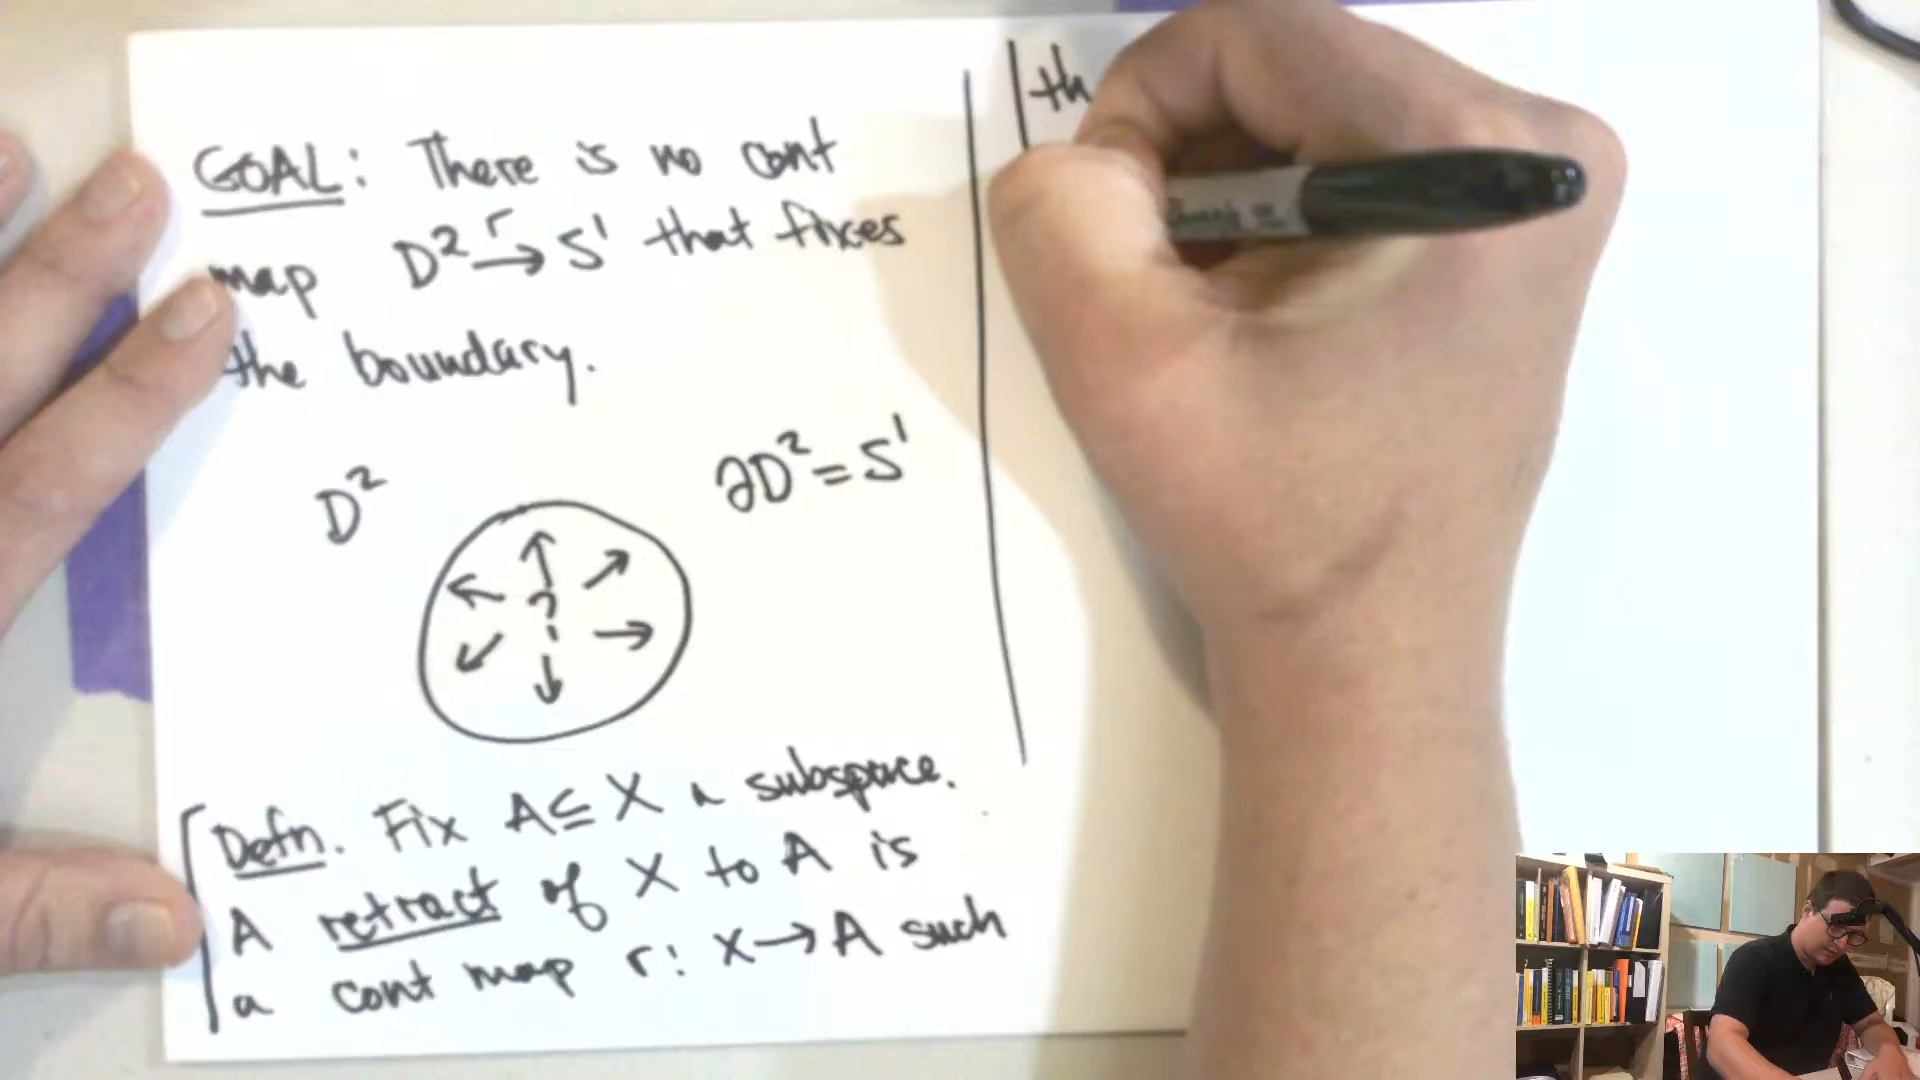 GOAL: There is no cont
map D² r→ S¹ that fixes
the boundary.
D²
∂D² = S¹
?
Defn. Fix A ⊆ X a subspace.
A retract of X to A is
a cont map r: X → A such
th